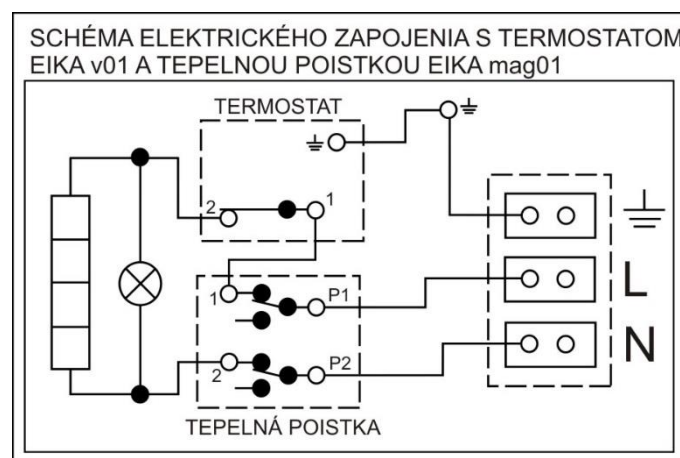 SCHÉMA ELEKTRICKÉHO ZAPOJENIA S TERMOSTATOM
EIKA v01 A TEPELNOU POISTKOU EIKA mag01
TERMOSTAT
2
1
1
P1
L
2
P2
N
TEPELNÁ POISTKA